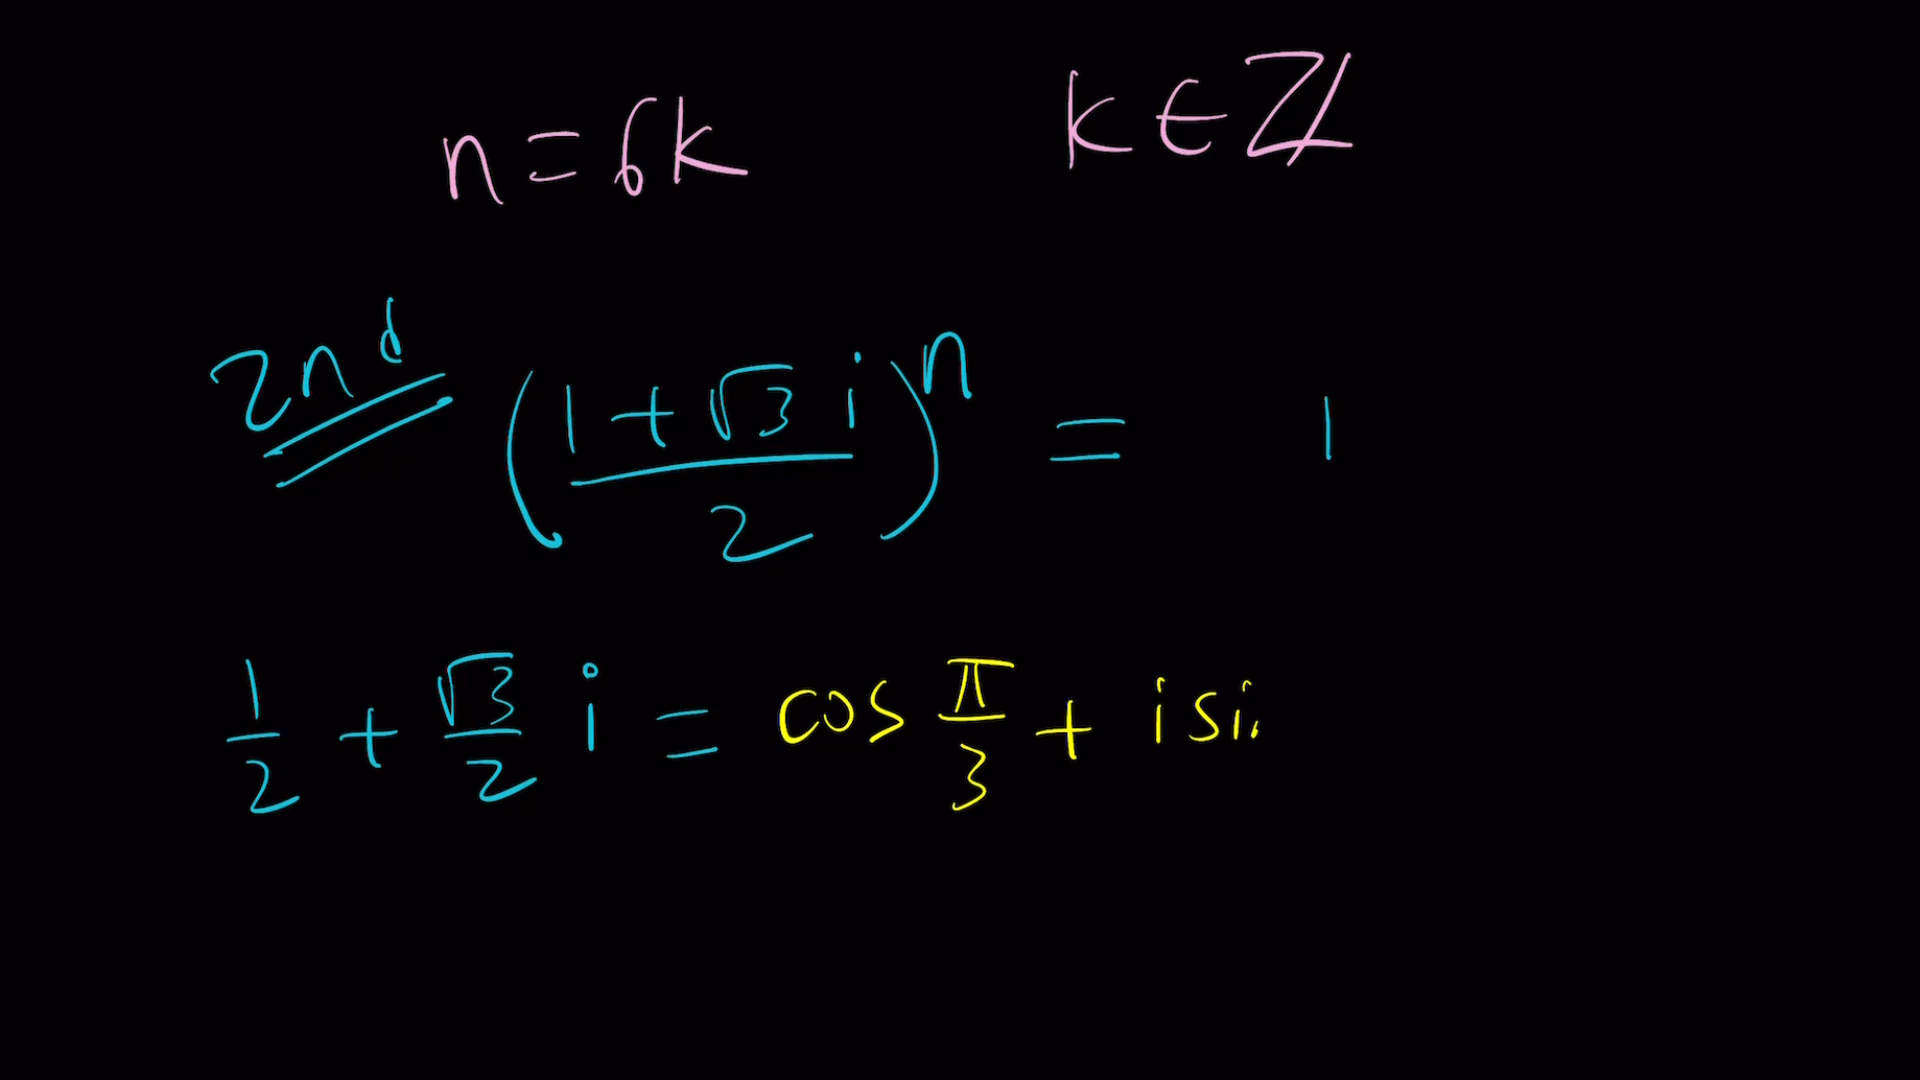 n = 6k k ∈ ℤ
2nd ((1 + √3 i)/2)^n = 1
1/2 + √3/2 i = cos π/3 + i si